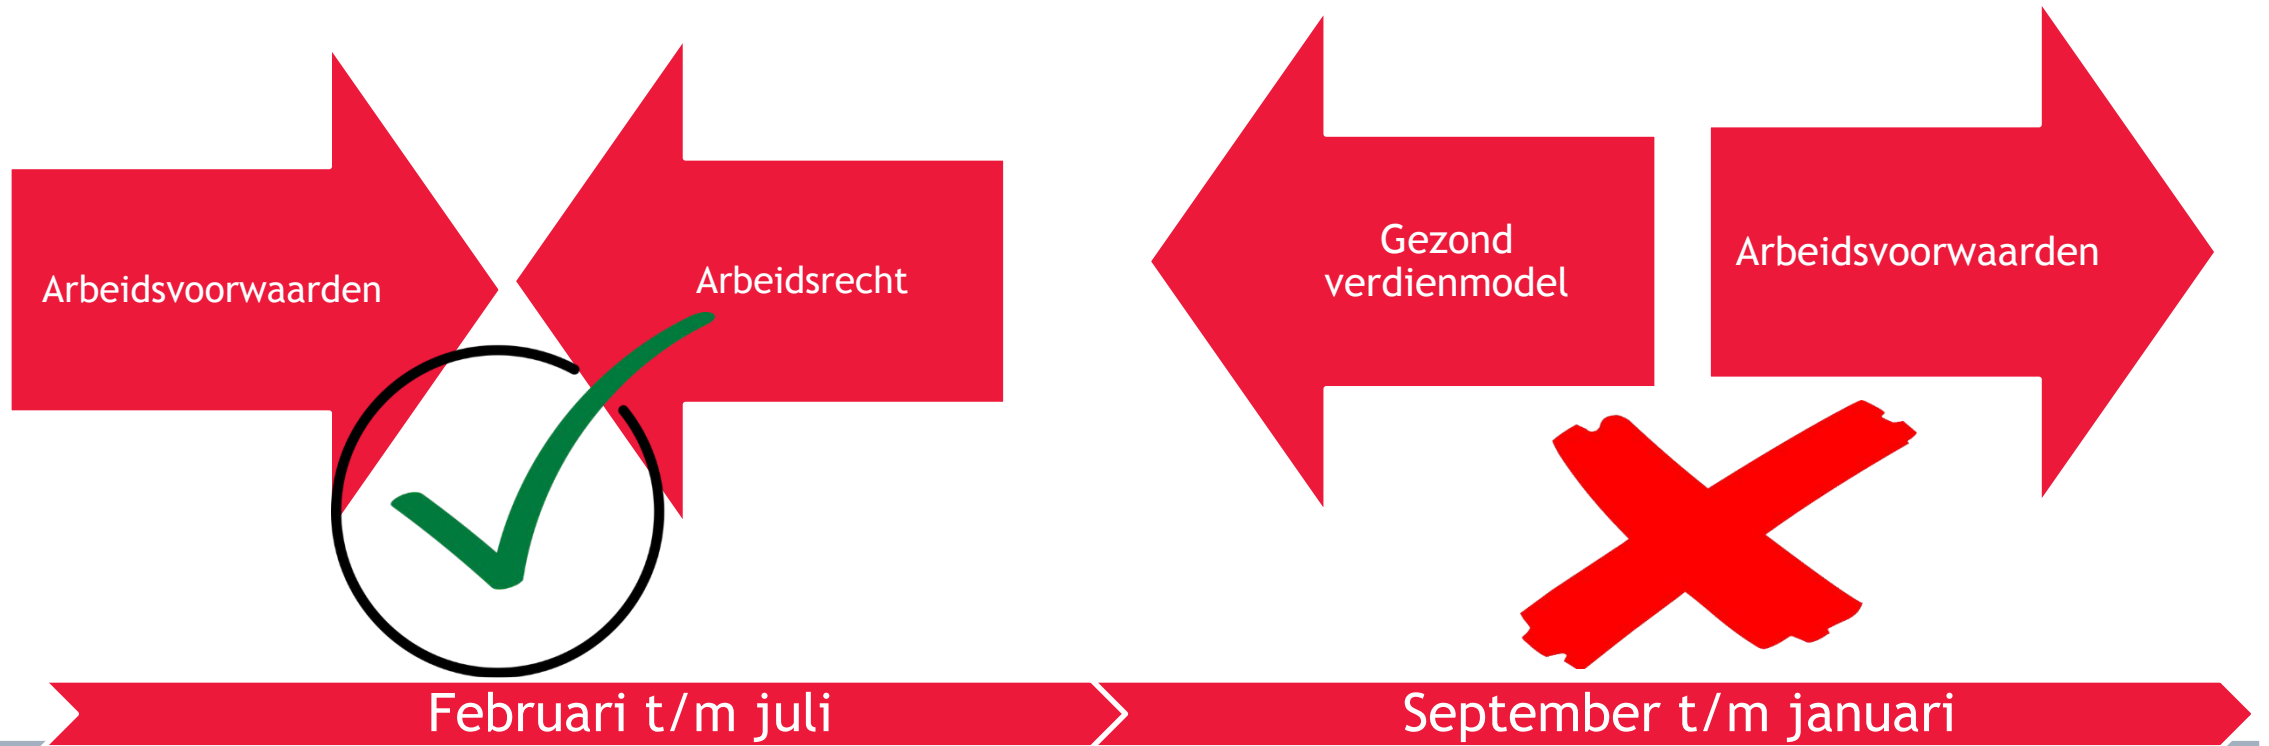 Arbeidsvoorwaarden
Arbeidsrecht
Gezond
verdienmodel
Arbeidsvoorwaarden
Februari t/m juli
September t/m januari